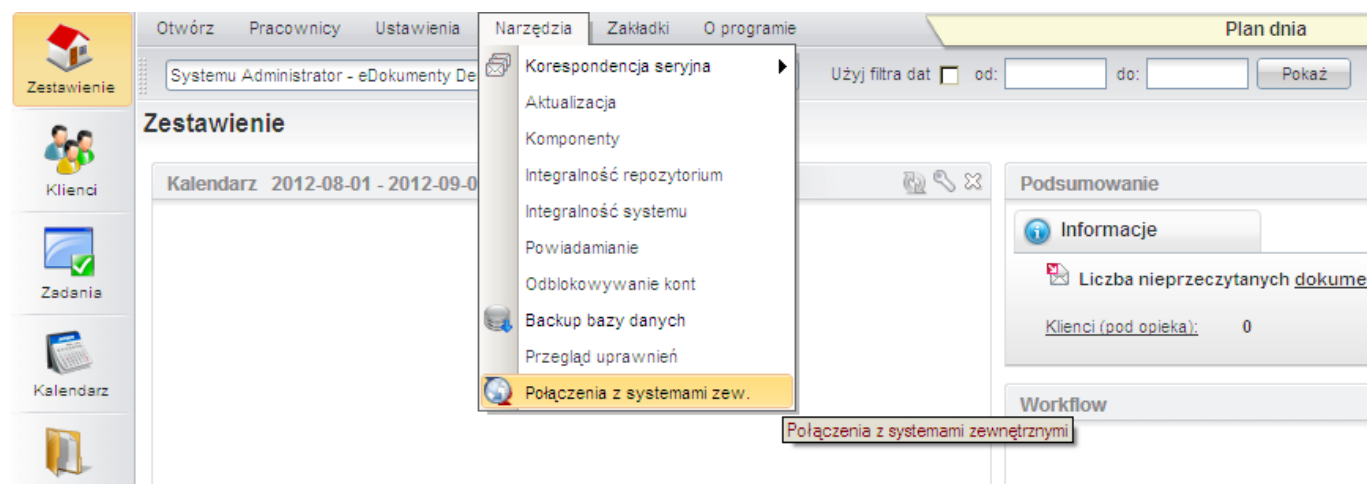 Otwórz Pracownicy Ustawienia Narzędzia Zakładki O programie Plan dnia
Zestawienie
Systemu Administrator - eDokumenty De
Użyj filtra dat od: do: Pokaż
Zestawienie
Klienci
Zadania
Kalendarz
Korespondencja seryjna
Aktualizacja
Komponenty
Integralność repozytorium
Integralność systemu
Powiadamianie
Odblokowywanie kont
Backup bazy danych
Przegląd uprawnień
Połączenia z systemami zew.
Połączenia z systemami zewnętrznymi
Kalendarz 2012-08-01 - 2012-09-0
Podsumowanie
Informacje
Liczba nieprzeczytanych dokume
Klienci (pod opieka): 0
Workflow